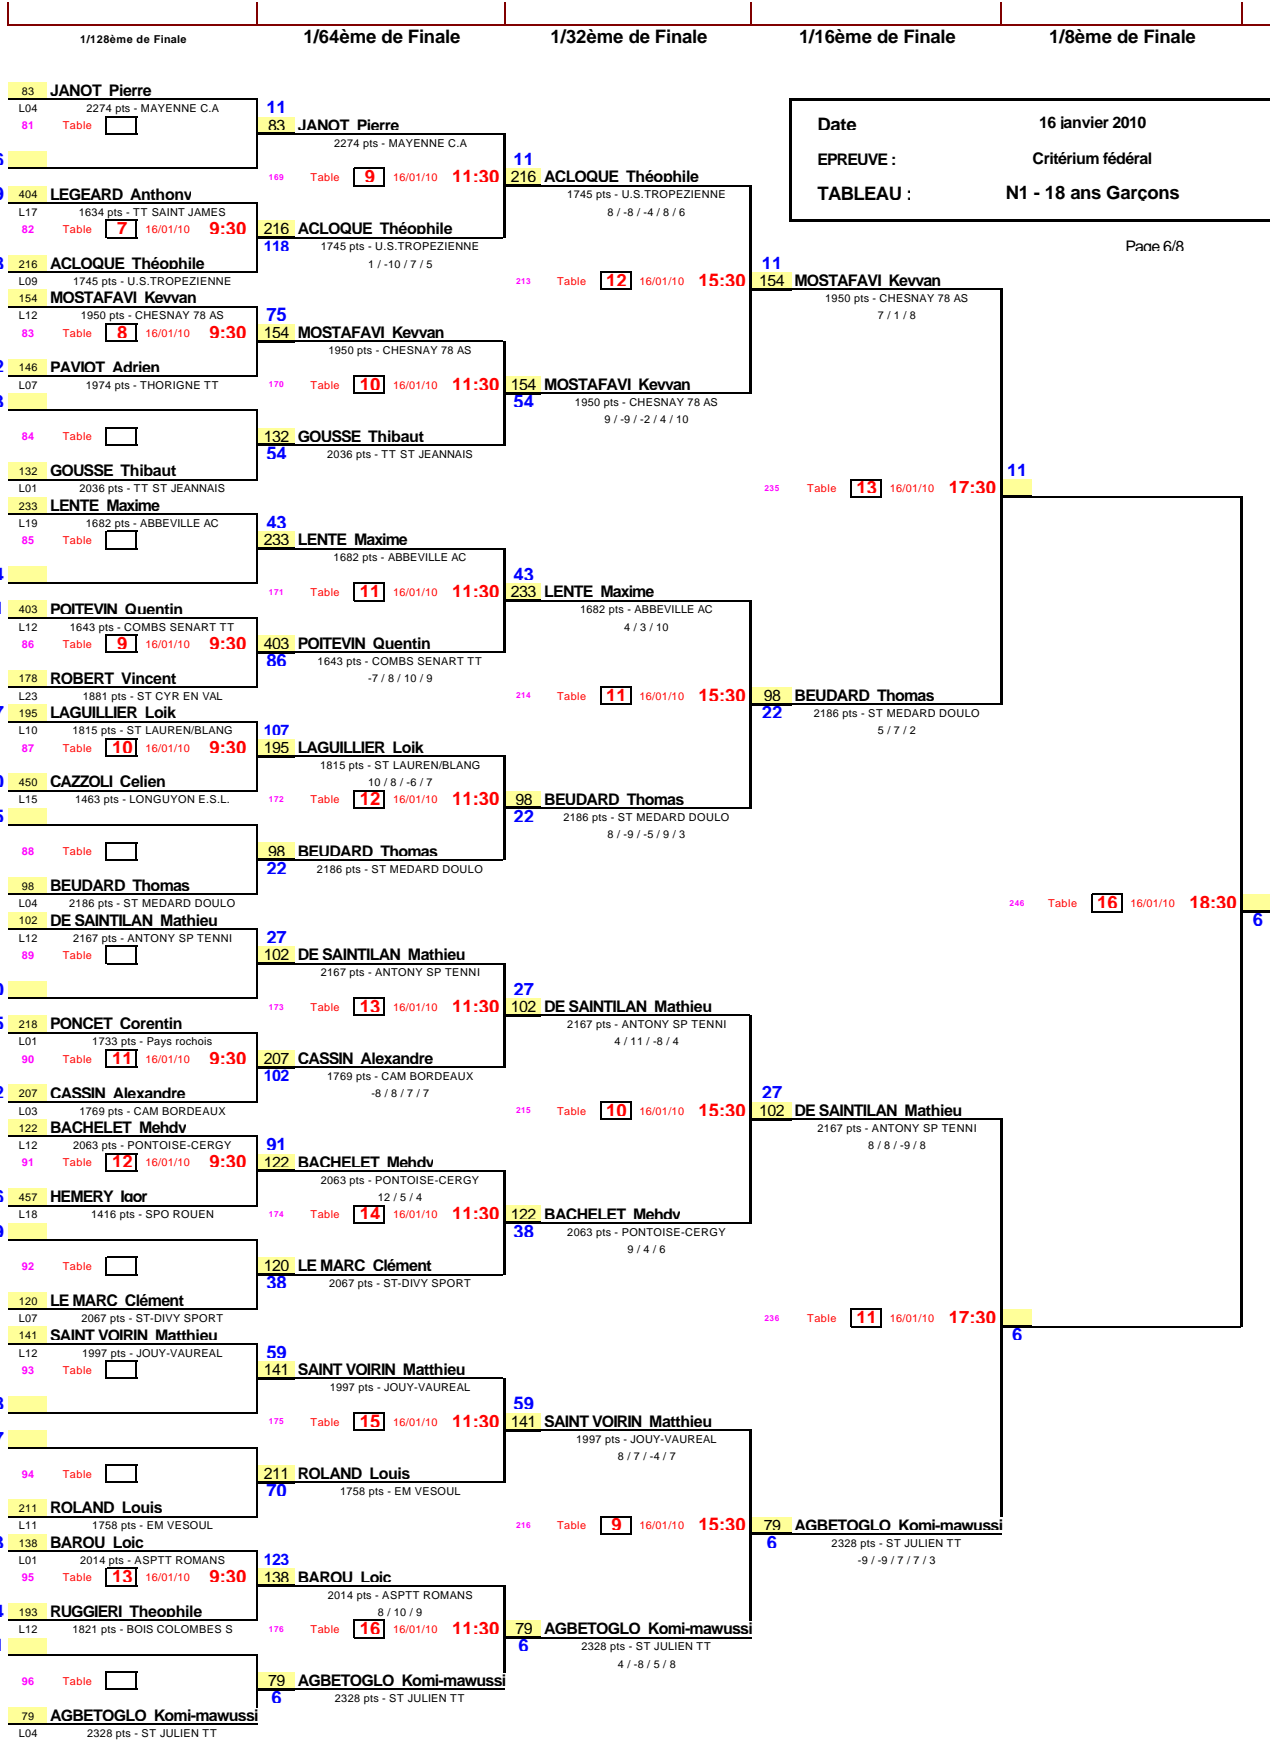 1/128ème de Finale 1/64ème de Finale 1/32ème de Finale 1/16ème de Finale 1/8ème de Finale
Date 16 janvier 2010
EPREUVE : Critérium fédéral
TABLEAU : N1 - 18 ans Garçons
Page 6/8
83 JANOT Pierre
L04 2274 pts - MAYENNE C.A
81 Table
404 LEGEARD Anthony
L17 1634 pts - TT SAINT JAMES
82 Table 7 16/01/10 9:30
216 ACLOQUE Théophile
L09 1745 pts - U.S.TROPEZIENNE
154 MOSTAFAVI Kevvan
L12 1950 pts - CHESNAY 78 AS
83 Table 8 16/01/10 9:30
146 PAVIOT Adrien
L07 1974 pts - THORIGNE TT
84 Table
132 GOUSSE Thibaut
L01 2036 pts - TT ST JEANNAIS
233 LENTE Maxime
L19 1682 pts - ABBEVILLE AC
85 Table
403 POITEVIN Quentin
L12 1643 pts - COMBS SENART TT
86 Table 9 16/01/10 9:30
178 ROBERT Vincent
L23 1881 pts - ST CYR EN VAL
195 LAGUILLIER Loik
L10 1815 pts - ST LAUREN/BLANG
87 Table 10 16/01/10 9:30
450 CAZZOLI Celien
L15 1463 pts - LONGUYON E.S.L.
88 Table
98 BEUDARD Thomas
L04 2186 pts - ST MEDARD DOULO
102 DE SAINTILAN Mathieu
L12 2167 pts - ANTONY SP TENNI
89 Table
218 PONCET Corentin
L01 1733 pts - Pays rochois
90 Table 11 16/01/10 9:30
207 CASSIN Alexandre
L03 1769 pts - CAM BORDEAUX
122 BACHELET Mehdy
L12 2063 pts - PONTOISE-CERGY
91 Table 12 16/01/10 9:30
457 HEMERY Igor
L18 1416 pts - SPO ROUEN
92 Table
120 LE MARC Clément
L07 2067 pts - ST-DIVY SPORT
141 SAINT VOIRIN Matthieu
L12 1997 pts - JOUY-VAUREAL
93 Table
94 Table
211 ROLAND Louis
L11 1758 pts - EM VESOUL
138 BAROU Loic
L01 2014 pts - ASPTT ROMANS
95 Table 13 16/01/10 9:30
193 RUGGIERI Theophile
L12 1821 pts - BOIS COLOMBES S
96 Table
79 AGBETOGLO Komi-mawussi
L04 2328 pts - ST JULIEN TT
11
83 JANOT Pierre
2274 pts - MAYENNE C.A
169 Table 9 16/01/10 11:30
216 ACLOQUE Théophile
118 1745 pts - U.S.TROPEZIENNE
1 / -10 / 7 / 5
75
154 MOSTAFAVI Kevvan
1950 pts - CHESNAY 78 AS
170 Table 10 16/01/10 11:30
132 GOUSSE Thibaut
54 2036 pts - TT ST JEANNAIS
43
233 LENTE Maxime
1682 pts - ABBEVILLE AC
171 Table 11 16/01/10 11:30
403 POITEVIN Quentin
86 1643 pts - COMBS SENART TT
-7 / 8 / 10 / 9
107
195 LAGUILLIER Loik
1815 pts - ST LAUREN/BLANG
10 / 8 / -6 / 7
172 Table 12 16/01/10 11:30
98 BEUDARD Thomas
22 2186 pts - ST MEDARD DOULO
27
102 DE SAINTILAN Mathieu
2167 pts - ANTONY SP TENNI
173 Table 13 16/01/10 11:30
207 CASSIN Alexandre
102 1769 pts - CAM BORDEAUX
-8 / 8 / 7 / 7
91
122 BACHELET Mehdy
2063 pts - PONTOISE-CERGY
12 / 5 / 4
174 Table 14 16/01/10 11:30
120 LE MARC Clément
38 2067 pts - ST-DIVY SPORT
59
141 SAINT VOIRIN Matthieu
1997 pts - JOUY-VAUREAL
175 Table 15 16/01/10 11:30
211 ROLAND Louis
70 1758 pts - EM VESOUL
123
138 BAROU Loic
2014 pts - ASPTT ROMANS
8 / 10 / 9
176 Table 16 16/01/10 11:30
79 AGBETOGLO Komi-mawussi
6 2328 pts - ST JULIEN TT
11
216 ACLOQUE Théophile
1745 pts - U.S.TROPEZIENNE
8 / -8 / -4 / 8 / 6
213 Table 12 16/01/10 15:30
154 MOSTAFAVI Kevvan
54 1950 pts - CHESNAY 78 AS
9 / -9 / -2 / 4 / 10
43
233 LENTE Maxime
1682 pts - ABBEVILLE AC
4 / 3 / 10
214 Table 11 16/01/10 15:30
98 BEUDARD Thomas
22 2186 pts - ST MEDARD DOULO
8 / -9 / -5 / 9 / 3
27
102 DE SAINTILAN Mathieu
2167 pts - ANTONY SP TENNI
4 / 11 / -8 / 4
215 Table 10 16/01/10 15:30
122 BACHELET Mehdy
38 2063 pts - PONTOISE-CERGY
9 / 4 / 6
59
141 SAINT VOIRIN Matthieu
1997 pts - JOUY-VAUREAL
8 / 7 / -4 / 7
216 Table 9 16/01/10 15:30
79 AGBETOGLO Komi-mawussi
6 2328 pts - ST JULIEN TT
4 / -8 / 5 / 8
11
154 MOSTAFAVI Kevvan
1950 pts - CHESNAY 78 AS
7 / 1 / 8
235 Table 13 16/01/10 17:30
98 BEUDARD Thomas
22 2186 pts - ST MEDARD DOULO
5 / 7 / 2
27
102 DE SAINTILAN Mathieu
2167 pts - ANTONY SP TENNI
8 / 8 / -9 / 8
236 Table 11 16/01/10 17:30
79 AGBETOGLO Komi-mawussi
6 2328 pts - ST JULIEN TT
-9 / -9 / 7 / 7 / 3
11
246 Table 16 16/01/10 18:30
6
6